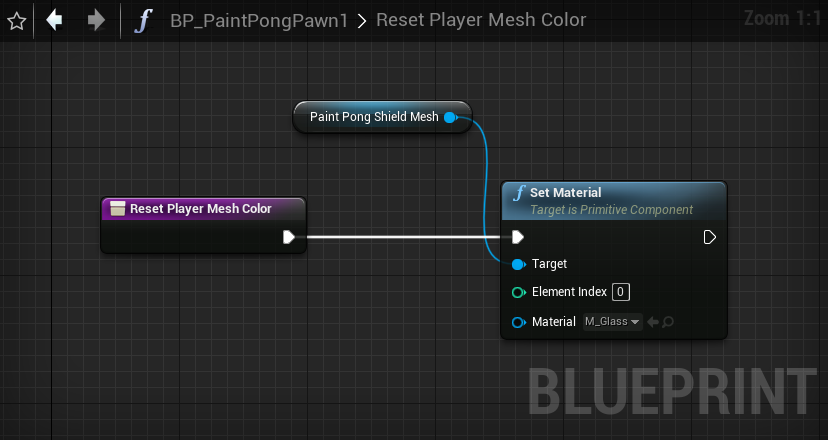 BP_PaintPongPawn1 > Reset Player Mesh Color
Zoom 1:1
Paint Pong Shield Mesh
Reset Player Mesh Color
f Set Material
Target is Primitive Component
Target
Element Index 0
Material M_Glass
BLUEPRINT